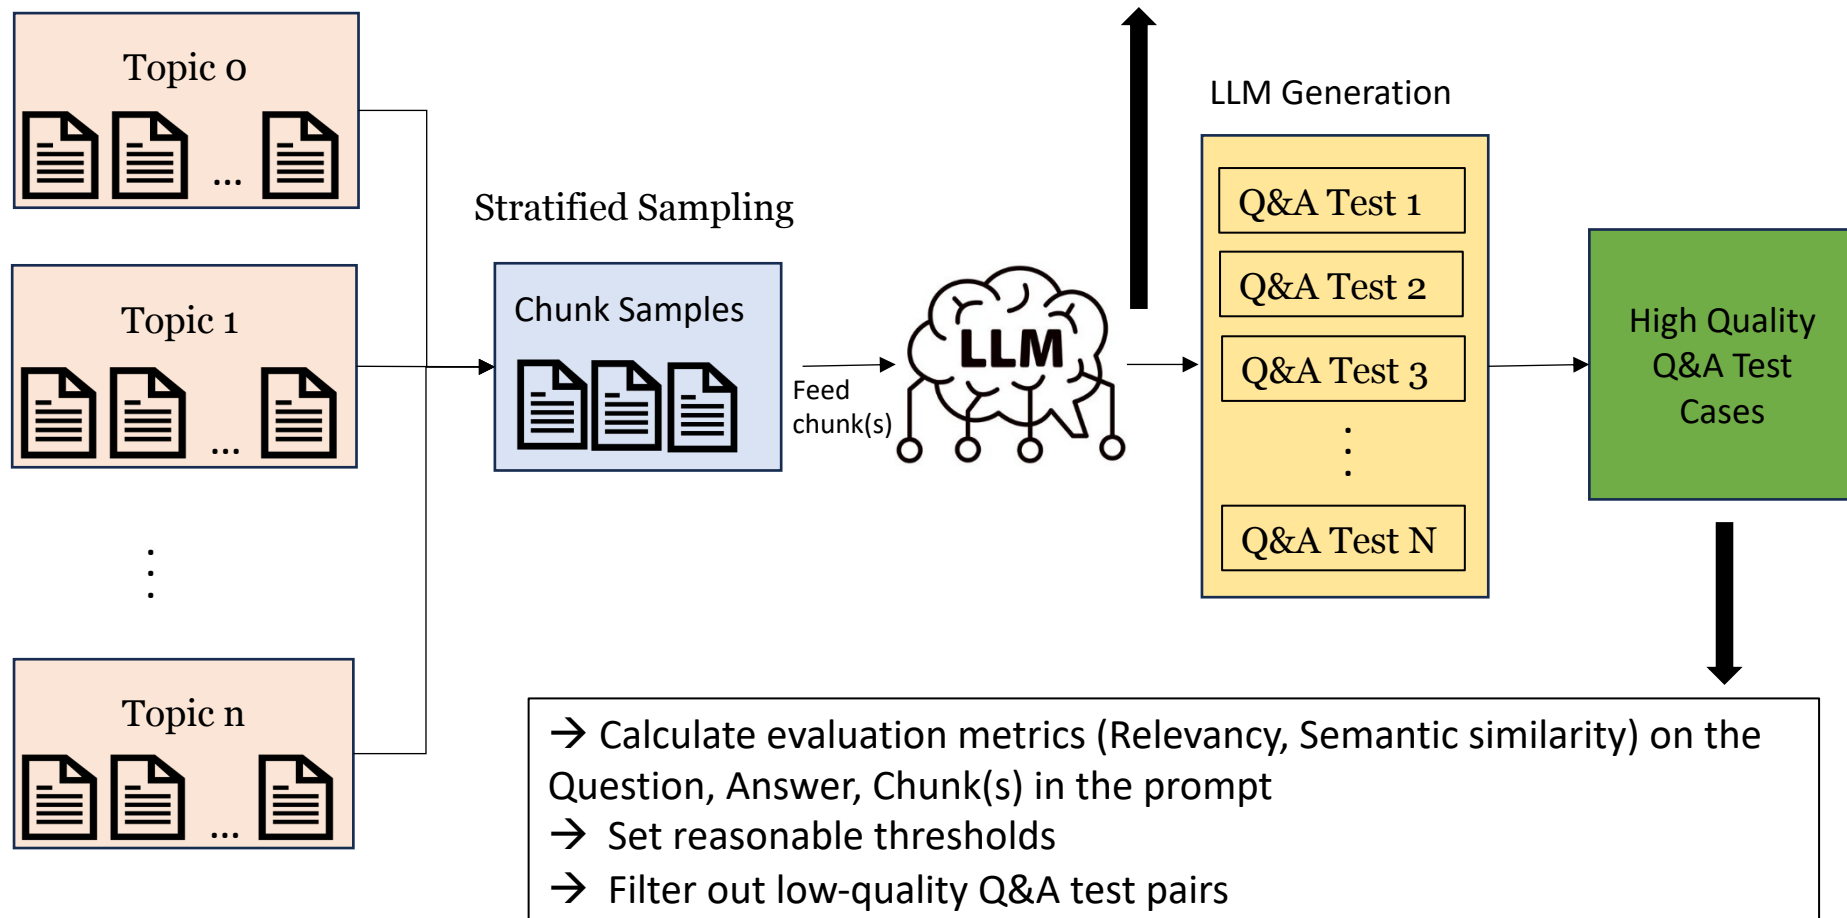 Topic 0
...
Topic 1
...
Topic n
...
Stratified Sampling
Chunk Samples
Feed
chunk(s)
LLM
LLM Generation
Q&A Test 1
Q&A Test 2
Q&A Test 3
Q&A Test N
High Quality
Q&A Test
Cases
→ Calculate evaluation metrics (Relevancy, Semantic similarity) on the
Question, Answer, Chunk(s) in the prompt
→ Set reasonable thresholds
→ Filter out low-quality Q&A test pairs